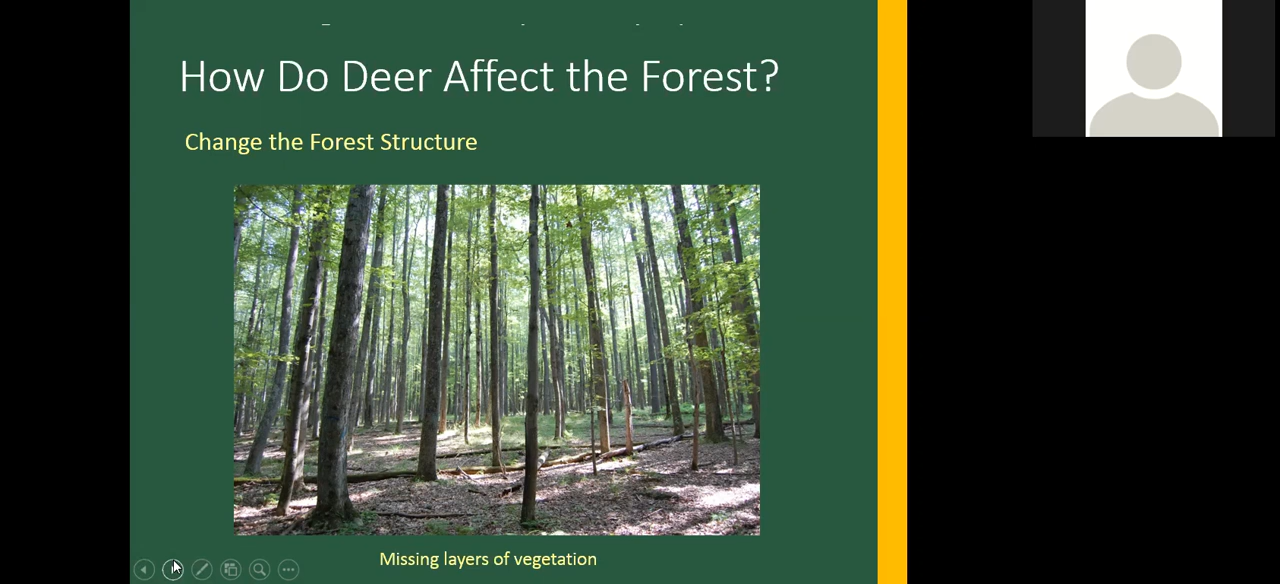 How Do Deer Affect the Forest?
Change the Forest Structure
Missing layers of vegetation